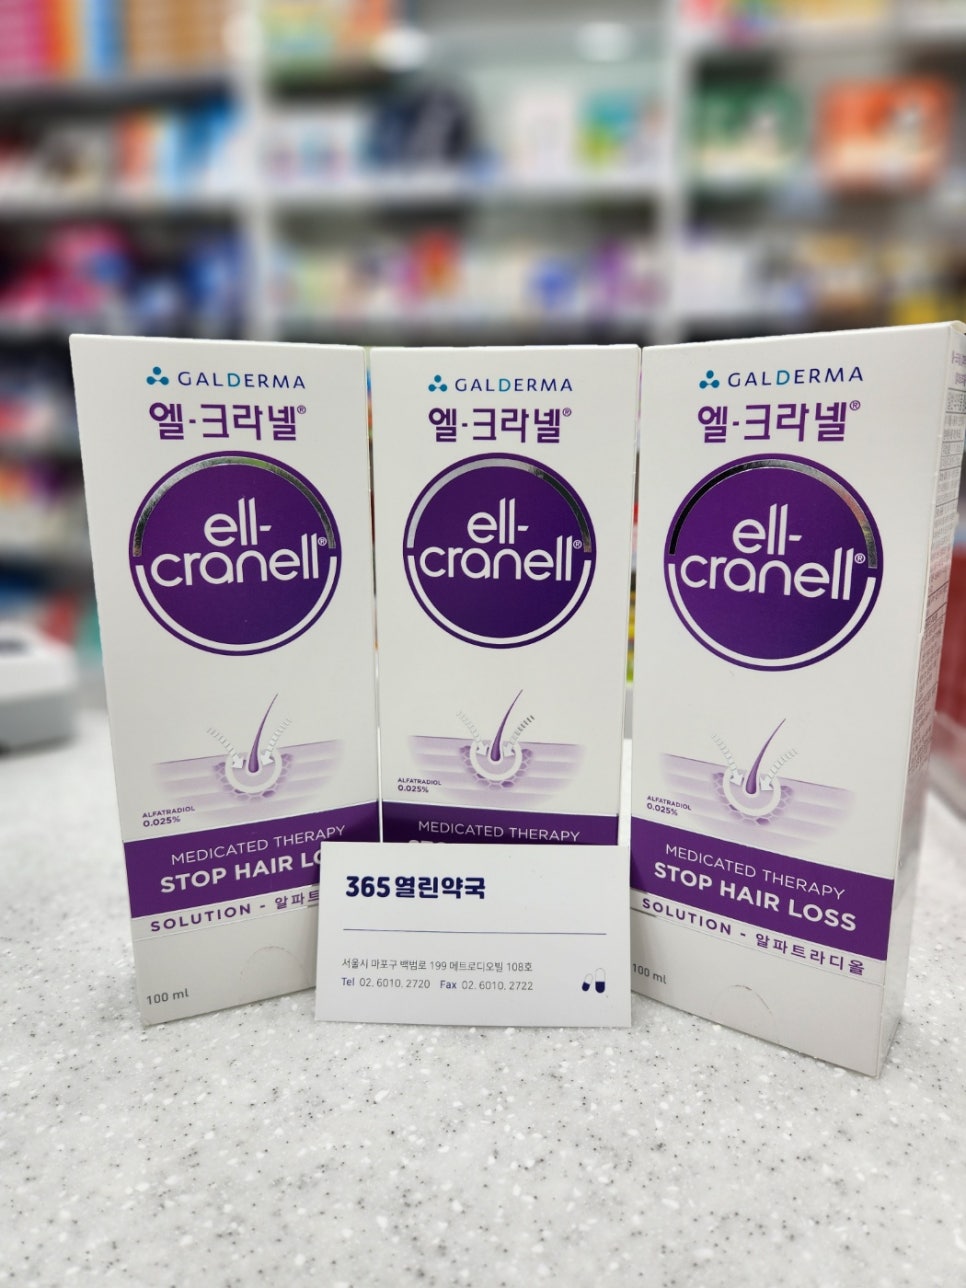 GALDERMA
엘·크라넬®
ell-
cranell®
ALFATRADIOL
0.025%
MEDICATED THERAPY
STOP HAIR LO
SOLUTION - 알파트
100 ml
GALDERMA
엘·크라넬®
ell-
cranell®
ALFATRADIOL
0.025%
MEDICATED THERAPY
GALDERMA
엘·크라넬®
ell-
cranell®
ALFATRADIOL
0.025%
MEDICATED THERAPY
STOP HAIR LOSS
SOLUTION - 알파트라디올
100 ml
365열린약국
서울시 마포구 백범로 199 메트로디오빌 108호
Tel 02. 6010. 2720 Fax 02. 6010. 2722